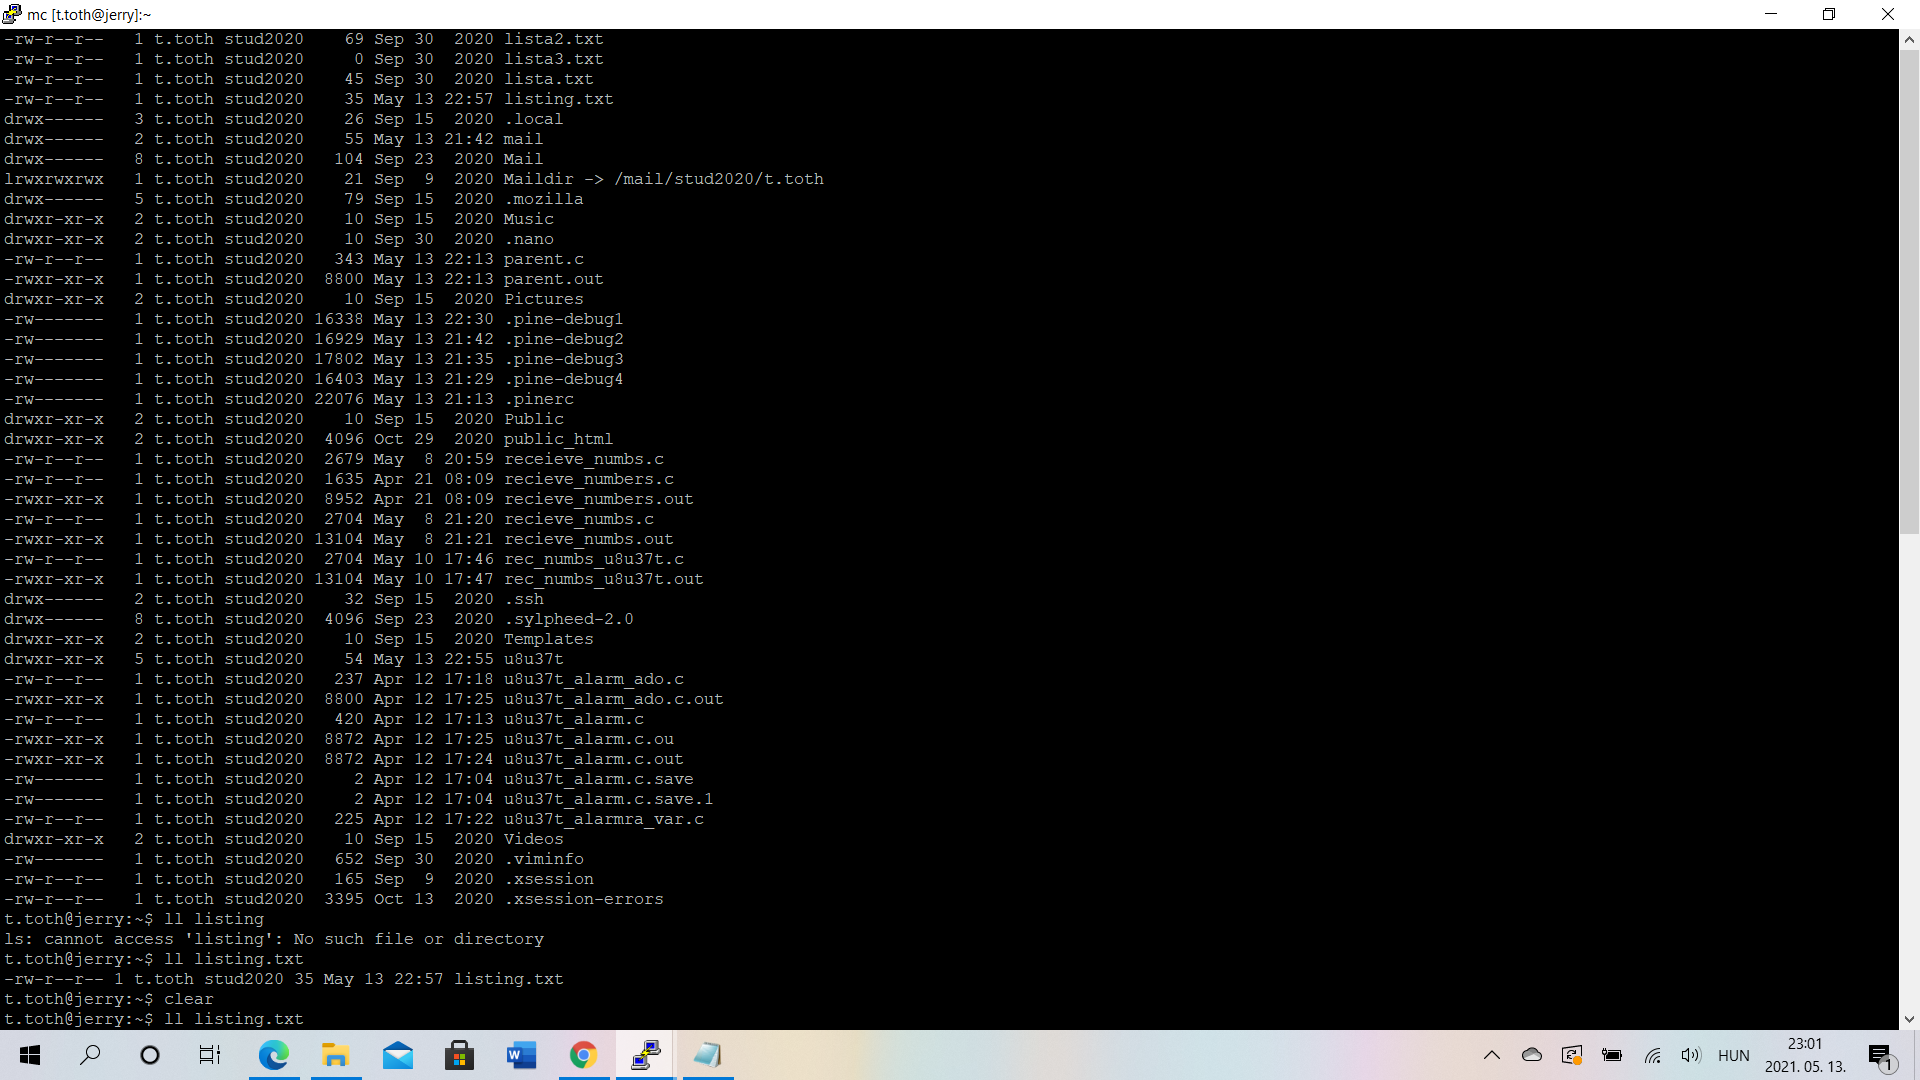 mc [t.toth@jerry]:~
-rw-r--r--   1 t.toth stud2020    69 Sep 30  2020 lista2.txt
-rw-r--r--   1 t.toth stud2020     0 Sep 30  2020 lista3.txt
-rw-r--r--   1 t.toth stud2020    45 Sep 30  2020 lista.txt
-rw-r--r--   1 t.toth stud2020    35 May 13 22:57 listing.txt
drwx------   3 t.toth stud2020    26 Sep 15  2020 .local
drwx------   2 t.toth stud2020    55 May 13 21:42 mail
drwx------   8 t.toth stud2020   104 Sep 23  2020 Mail
lrwxrwxrwx   1 t.toth stud2020    21 Sep  9  2020 Maildir -> /mail/stud2020/t.toth
drwx------   5 t.toth stud2020    79 Sep 15  2020 .mozilla
drwxr-xr-x   2 t.toth stud2020    10 Sep 15  2020 Music
drwxr-xr-x   2 t.toth stud2020    10 Sep 30  2020 .nano
-rw-r--r--   1 t.toth stud2020   343 May 13 22:13 parent.c
-rwxr-xr-x   1 t.toth stud2020  8800 May 13 22:13 parent.out
drwxr-xr-x   2 t.toth stud2020    10 Sep 15  2020 Pictures
-rw-------   1 t.toth stud2020 16338 May 13 22:30 .pine-debug1
-rw-------   1 t.toth stud2020 16929 May 13 21:42 .pine-debug2
-rw-------   1 t.toth stud2020 17802 May 13 21:35 .pine-debug3
-rw-------   1 t.toth stud2020 16403 May 13 21:29 .pine-debug4
-rw-------   1 t.toth stud2020 22076 May 13 21:13 .pinerc
drwxr-xr-x   2 t.toth stud2020    10 Sep 15  2020 Public
drwxr-xr-x   2 t.toth stud2020  4096 Oct 29  2020 public_html
-rw-r--r--   1 t.toth stud2020  2679 May  8 20:59 receieve_numbs.c
-rw-r--r--   1 t.toth stud2020  1635 Apr 21 08:09 recieve_numbers.c
-rwxr-xr-x   1 t.toth stud2020  8952 Apr 21 08:09 recieve_numbers.out
-rw-r--r--   1 t.toth stud2020  2704 May  8 21:20 recieve_numbs.c
-rwxr-xr-x   1 t.toth stud2020 13104 May  8 21:21 recieve_numbs.out
-rw-r--r--   1 t.toth stud2020  2704 May 10 17:46 rec_numbs_u8u37t.c
-rwxr-xr-x   1 t.toth stud2020 13104 May 10 17:47 rec_numbs_u8u37t.out
drwx------   2 t.toth stud2020    32 Sep 15  2020 .ssh
drwx------   8 t.toth stud2020  4096 Sep 23  2020 .sylpheed-2.0
drwxr-xr-x   2 t.toth stud2020    10 Sep 15  2020 Templates
drwxr-xr-x   5 t.toth stud2020    54 May 13 22:55 u8u37t
-rw-r--r--   1 t.toth stud2020   237 Apr 12 17:18 u8u37t_alarm_ado.c
-rwxr-xr-x   1 t.toth stud2020  8800 Apr 12 17:25 u8u37t_alarm_ado.c.out
-rw-r--r--   1 t.toth stud2020   420 Apr 12 17:13 u8u37t_alarm.c
-rwxr-xr-x   1 t.toth stud2020  8872 Apr 12 17:25 u8u37t_alarm.c.ou
-rwxr-xr-x   1 t.toth stud2020  8872 Apr 12 17:24 u8u37t_alarm.c.out
-rw-------   1 t.toth stud2020     2 Apr 12 17:04 u8u37t_alarm.c.save
-rw-------   1 t.toth stud2020     2 Apr 12 17:04 u8u37t_alarm.c.save.1
-rw-r--r--   1 t.toth stud2020   225 Apr 12 17:22 u8u37t_alarmra_var.c
drwxr-xr-x   2 t.toth stud2020    10 Sep 15  2020 Videos
-rw-------   1 t.toth stud2020   652 Sep 30  2020 .viminfo
-rw-r--r--   1 t.toth stud2020   165 Sep  9  2020 .xsession
-rw-r--r--   1 t.toth stud2020  3395 Oct 13  2020 .xsession-errors
t.toth@jerry:~$ ll listing
ls: cannot access 'listing': No such file or directory
t.toth@jerry:~$ ll listing.txt
-rw-r--r-- 1 t.toth stud2020 35 May 13 22:57 listing.txt
t.toth@jerry:~$ clear
t.toth@jerry:~$ ll listing.txt
W
HUN
23:01
2021. 05. 13.
1